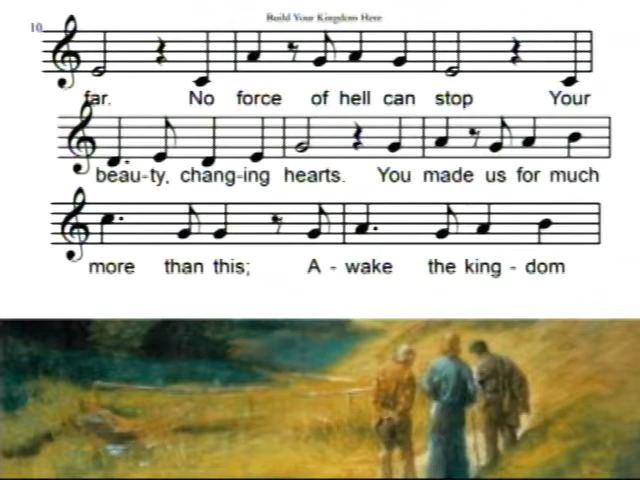 Build Your Kingdom Here
10
far. No force of hell can stop Your
beau-ty, chang-ing hearts. You made us for much
more than this; A - wake the king - dom